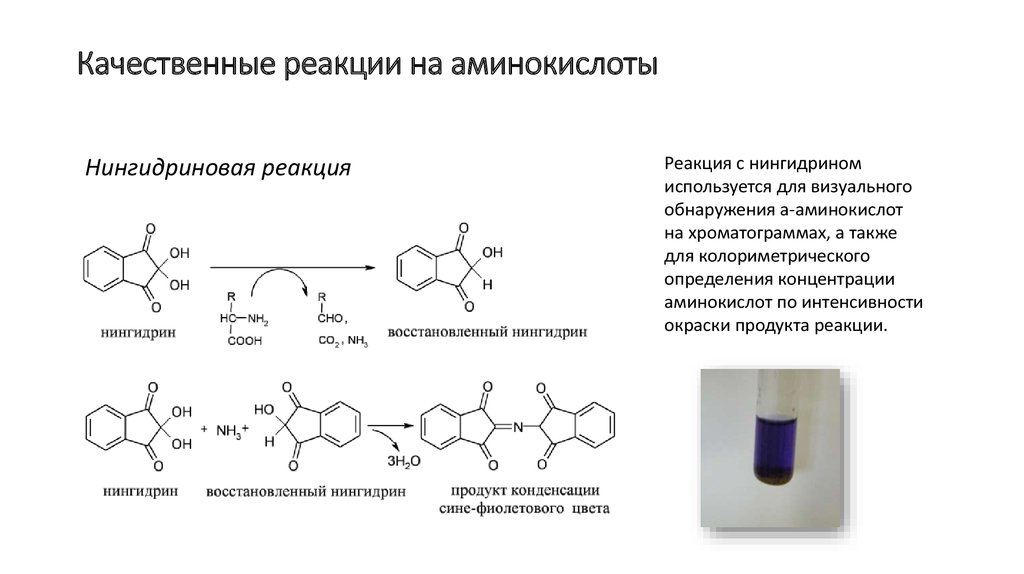 Качественные реакции на аминокислоты
Нингидриновая реакция
Реакция с нингидрином
используется для визуального
обнаружения a-аминокислот
на хроматограммах, а также
для колориметрического
определения концентрации
аминокислот по интенсивности
окраски продукта реакции.
O
OH
OH
O
нингидрин
R
HC—NH2
COOH
R
CHO,
CO2, NH3
O
OH
H
O
восстановленный нингидрин
O
OH
OH
O
нингидрин
+ NH3+
O
HO
H
O
восстановленный нингидрин
3H2O
O O
N
O O
продукт конденсации
сине-фиолетового цвета